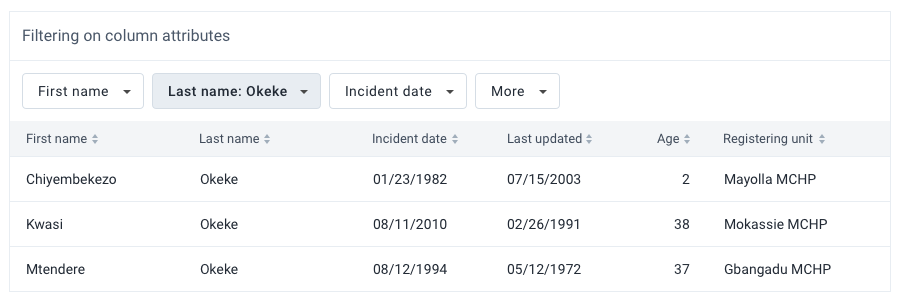 Filtering on column attributes
First name Last name: Okeke Incident date More
First name Last name Incident date Last updated Age Registering unit
Chiyembekezo Okeke 01/23/1982 07/15/2003 2 Mayolla MCHP
Kwasi Okeke 08/11/2010 02/26/1991 38 Mokassie MCHP
Mtendere Okeke 08/12/1994 05/12/1972 37 Gbangadu MCHP